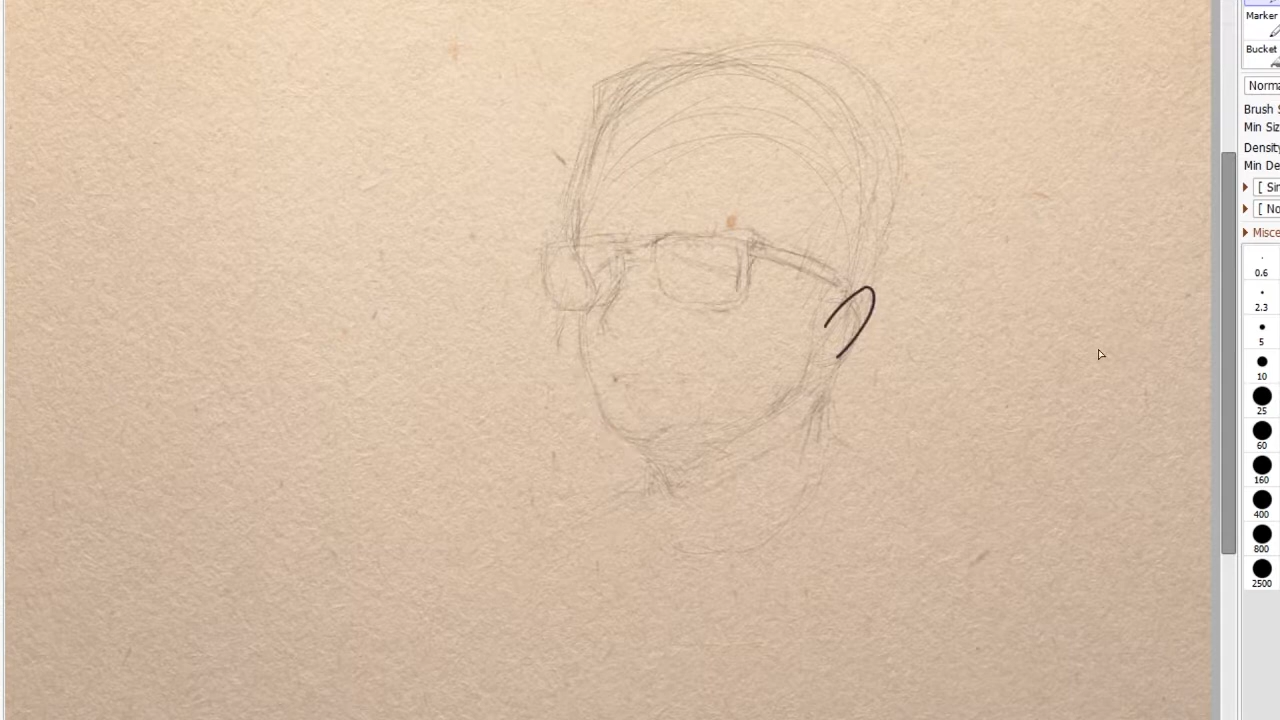 Marker
Bucket
Norma
Brush S
Min Siz
Density
Min De
[ Sin
[ No
Misce
0.6
2.3
5
10
25
60
160
400
800
2500